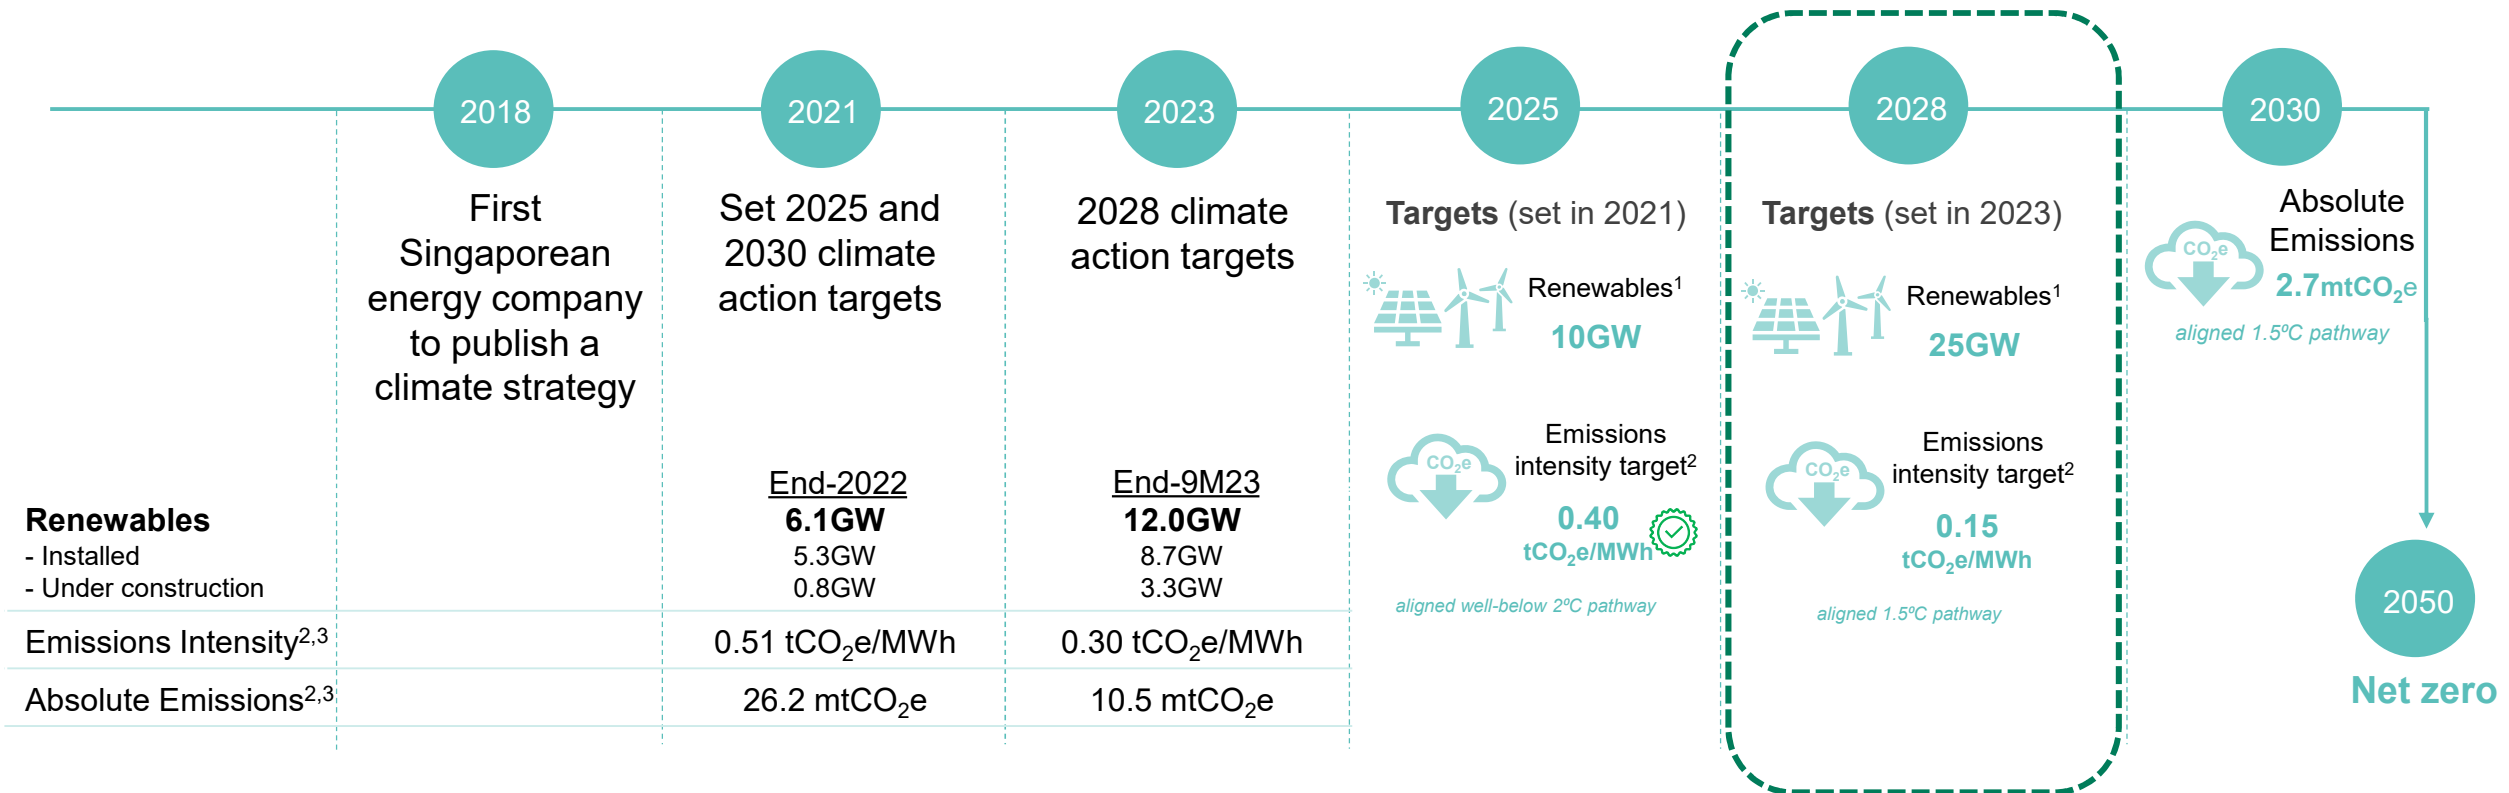 2018
2021
2023
2025
2028
2030
First
Singaporean
energy company
to publish a
climate strategy
Set 2025 and
2030 climate
action targets
2028 climate
action targets
Targets (set in 2021)
Renewables¹
10GW
CO₂e
Emissions
intensity target²
0.40
tCO₂e/MWh
aligned well-below 2ºC pathway
Targets (set in 2023)
Renewables¹
25GW
CO₂e
Emissions
intensity target²
0.15
tCO₂e/MWh
aligned 1.5ºC pathway
CO₂e
Absolute
Emissions
2.7mtCO₂e
aligned 1.5ºC pathway
2050
Net zero
End-2022
End-9M23
Renewables 6.1GW 12.0GW
- Installed 5.3GW 8.7GW
- Under construction 0.8GW 3.3GW
Emissions Intensity²,³ 0.51 tCO₂e/MWh 0.30 tCO₂e/MWh
Absolute Emissions²,³ 26.2 mtCO₂e 10.5 mtCO₂e